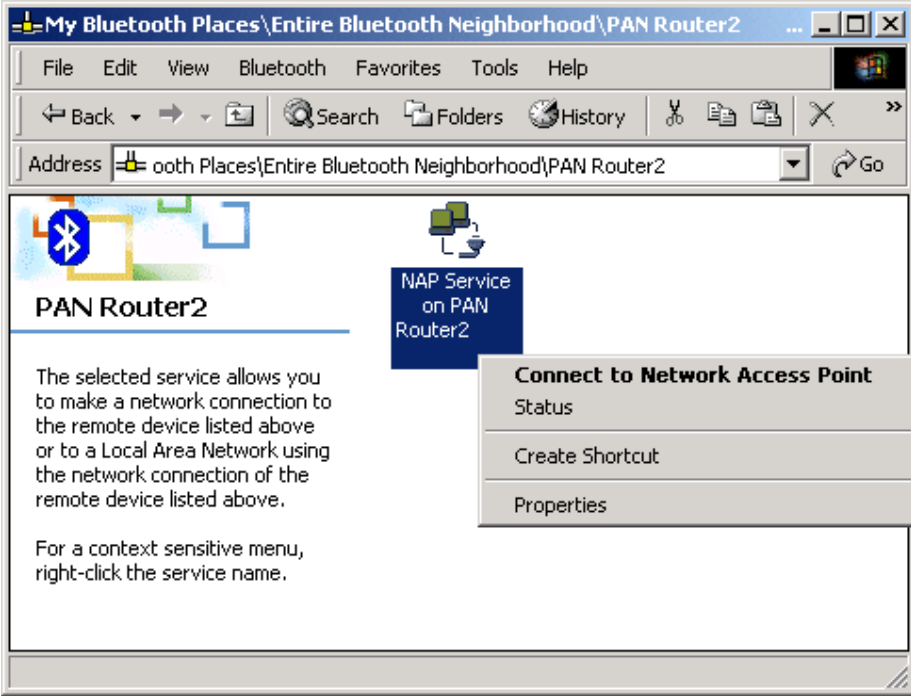 My Bluetooth Places\Entire Bluetooth Neighborhood\PAN Router2 ...
File Edit View Bluetooth Favorites Tools Help
Back Search Folders History »
Address ooth Places\Entire Bluetooth Neighborhood\PAN Router2 Go
PAN Router2
The selected service allows you
to make a network connection to
the remote device listed above
or to a Local Area Network using
the network connection of the
remote device listed above.
For a context sensitive menu,
right-click the service name.
NAP Service
on PAN
Router2
Connect to Network Access Point
Status
Create Shortcut
Properties